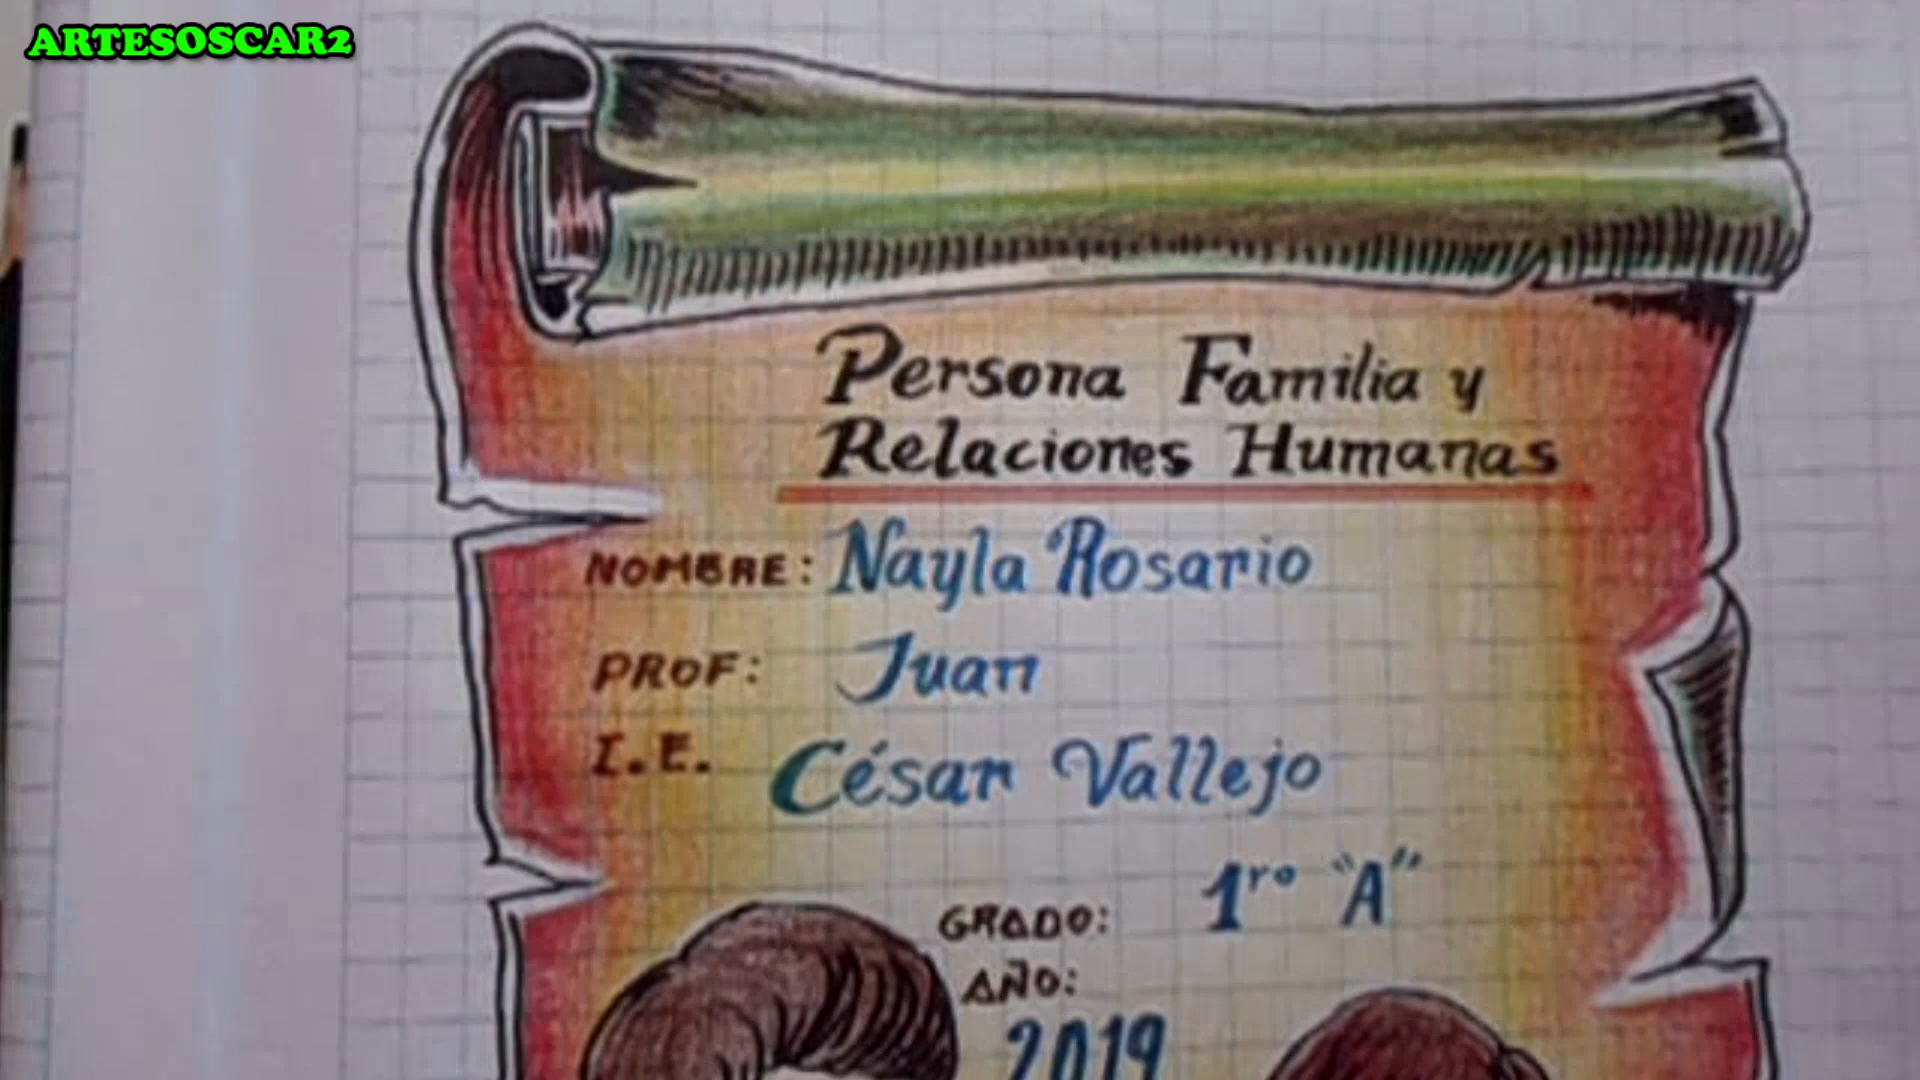 ARTESOSCAR2
Persona Familia y
Relaciones Humanas
NOMBRE: Nayla Rosario
PROF: Juan
I.E. César Vallejo
GRADO: 1ro "A"
AÑO:
2019